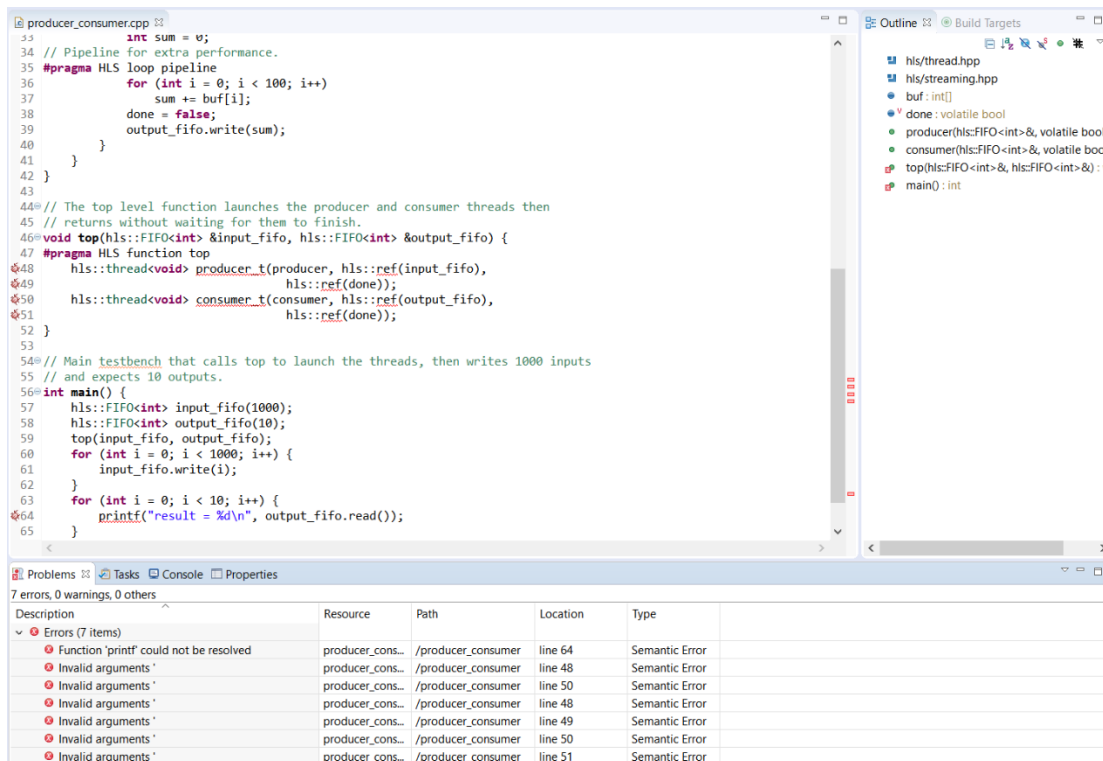 producer_consumer.cpp
33 int sum = 0;
34 // Pipeline for extra performance.
35 #pragma HLS loop pipeline
36 for (int i = 0; i < 100; i++)
37 sum += buf[i];
38 done = false;
39 output_fifo.write(sum);
40 }
41 }
42 }
43
44 // The top level function launches the producer and consumer threads then
45 // returns without waiting for them to finish.
46 void top(hls::FIFO<int> &input_fifo, hls::FIFO<int> &output_fifo) {
47 #pragma HLS function top
48 hls::thread<void> producer_t(producer, hls::ref(input_fifo),
49 hls::ref(done));
50 hls::thread<void> consumer_t(consumer, hls::ref(output_fifo),
51 hls::ref(done));
52 }
53
54 // Main testbench that calls top to launch the threads, then writes 1000 inputs
55 // and expects 10 outputs.
56 int main() {
57 hls::FIFO<int> input_fifo(1000);
58 hls::FIFO<int> output_fifo(10);
59 top(input_fifo, output_fifo);
60 for (int i = 0; i < 1000; i++) {
61 input_fifo.write(i);
62 }
63 for (int i = 0; i < 10; i++) {
64 printf("result = %d\n", output_fifo.read());
65 }
Outline Build Targets
hls/thread.hpp
hls/streaming.hpp
buf : int[]
done : volatile bool
producer(hls::FIFO<int>&, volatile bool
consumer(hls::FIFO<int>&, volatile boo
top(hls::FIFO<int>&, hls::FIFO<int>&) :
main() : int
Problems Tasks Console Properties
7 errors, 0 warnings, 0 others
Description Resource Path Location Type
Errors (7 items)
Function 'printf' could not be resolved producer_cons... /producer_consumer line 64 Semantic Error
Invalid arguments ' producer_cons... /producer_consumer line 48 Semantic Error
Invalid arguments ' producer_cons... /producer_consumer line 50 Semantic Error
Invalid arguments ' producer_cons... /producer_consumer line 48 Semantic Error
Invalid arguments ' producer_cons... /producer_consumer line 49 Semantic Error
Invalid arguments ' producer_cons... /producer_consumer line 50 Semantic Error
Invalid arguments ' producer_cons... /producer_consumer line 51 Semantic Error